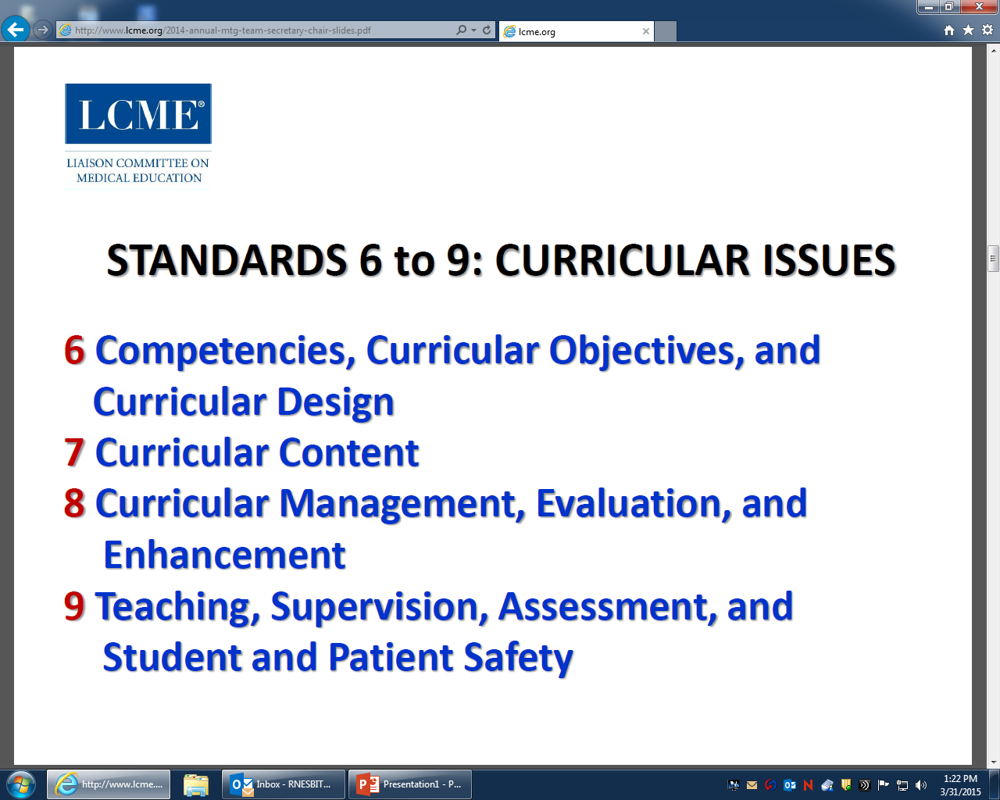 http://www.lcme.org/2014-annual-mtg-team-secretary-chair-slides.pdf
lcme.org
LCME®
LIAISON COMMITTEE ON
MEDICAL EDUCATION
STANDARDS 6 to 9: CURRICULAR ISSUES
6 Competencies, Curricular Objectives, and
Curricular Design
7 Curricular Content
8 Curricular Management, Evaluation, and
Enhancement
9 Teaching, Supervision, Assessment, and
Student and Patient Safety
http://www.lcme....
Inbox - RNESBIT...
Presentation1 - P...
1:22 PM
3/31/2015